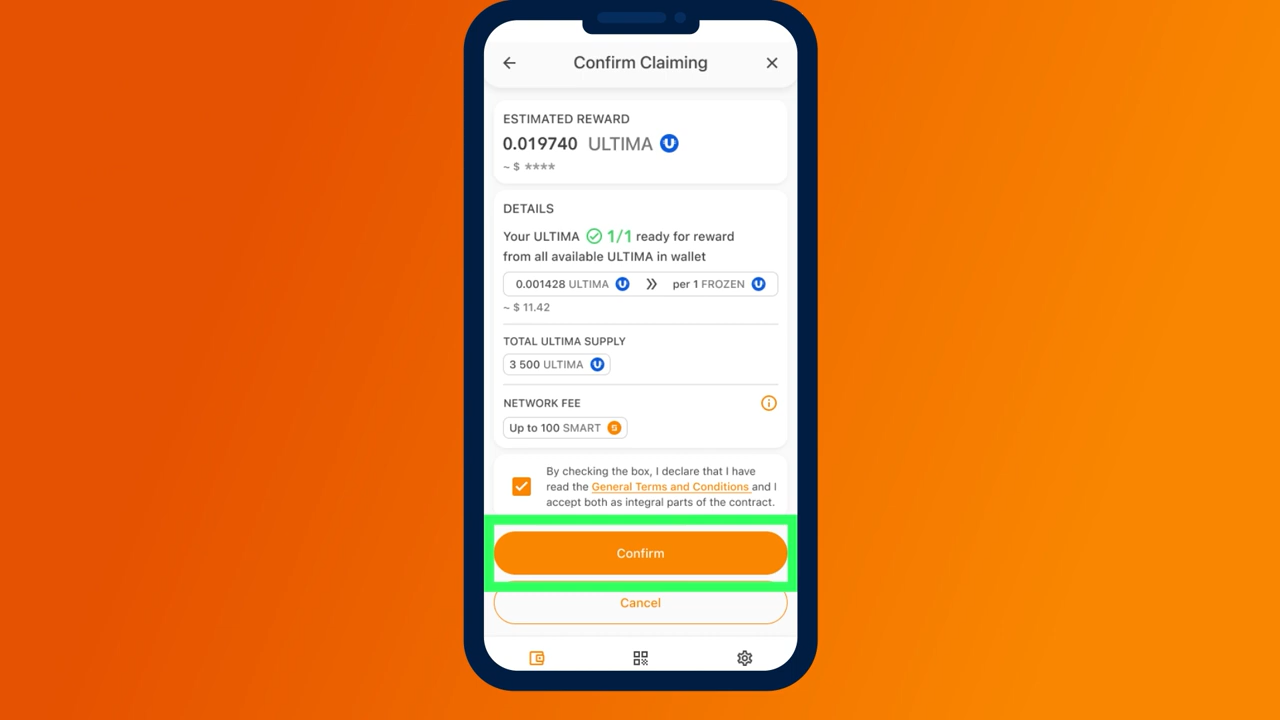 Confirm Claiming
ESTIMATED REWARD
0.019740 ULTIMA
~ $ ****
DETAILS
Your ULTIMA 1/1 ready for reward
from all available ULTIMA in wallet
0.001428 ULTIMA » per 1 FROZEN
~ $ 11.42
TOTAL ULTIMA SUPPLY
3 500 ULTIMA
NETWORK FEE
Up to 100 SMART
By checking the box, I declare that I have
read the General Terms and Conditions and I
accept both as integral parts of the contract.
Confirm
Cancel